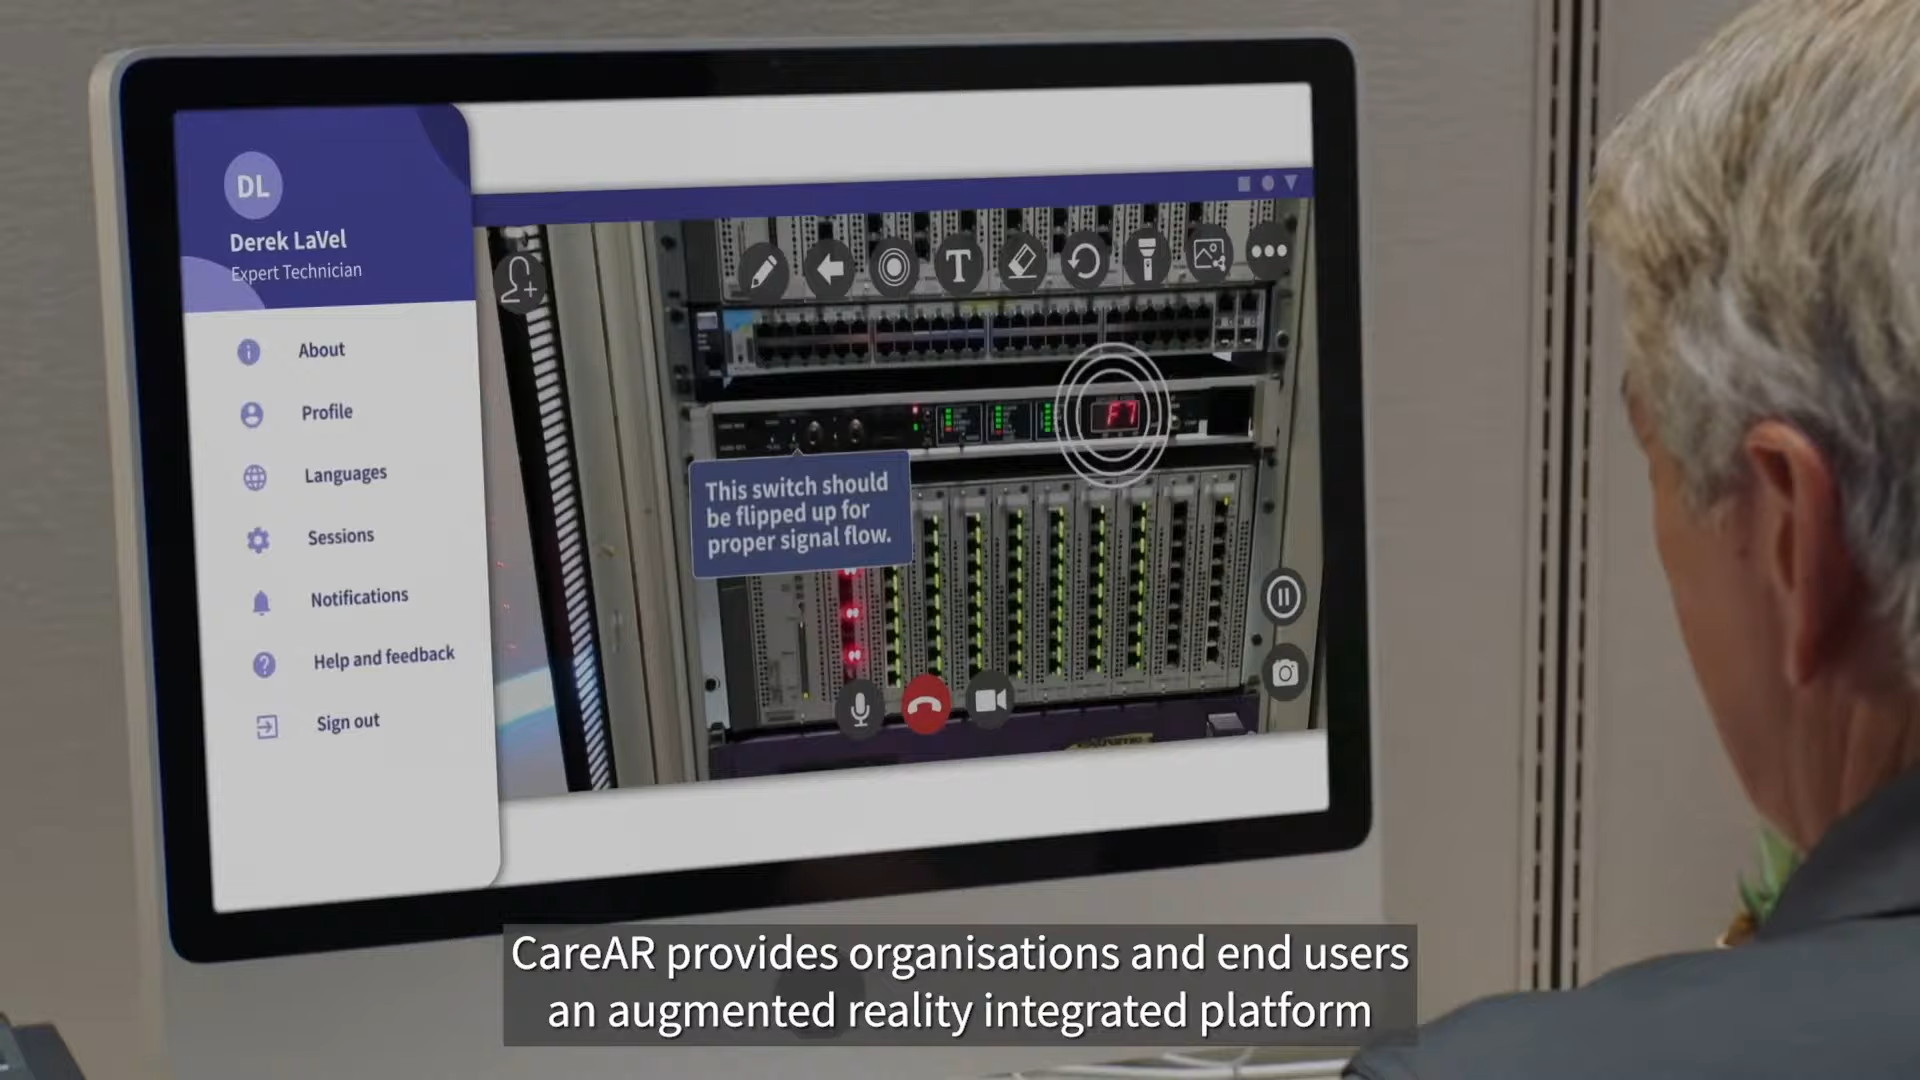 DL
Derek LaVel
Expert Technician
About
Profile
Languages
Sessions
Notifications
Help and feedback
Sign out
T
F7
This switch should
be flipped up for
proper signal flow.
CareAR provides organisations and end users
an augmented reality integrated platform